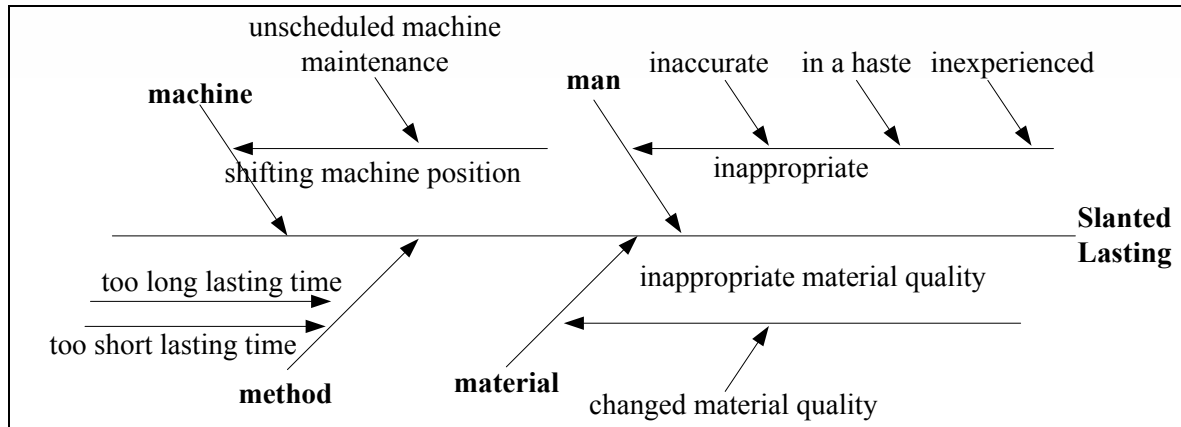 unscheduled machine
maintenance
machine
shifting machine position
man
inaccurate
in a haste
inexperienced
inappropriate
Slanted
Lasting
too long lasting time
too short lasting time
method
inappropriate material quality
material
changed material quality